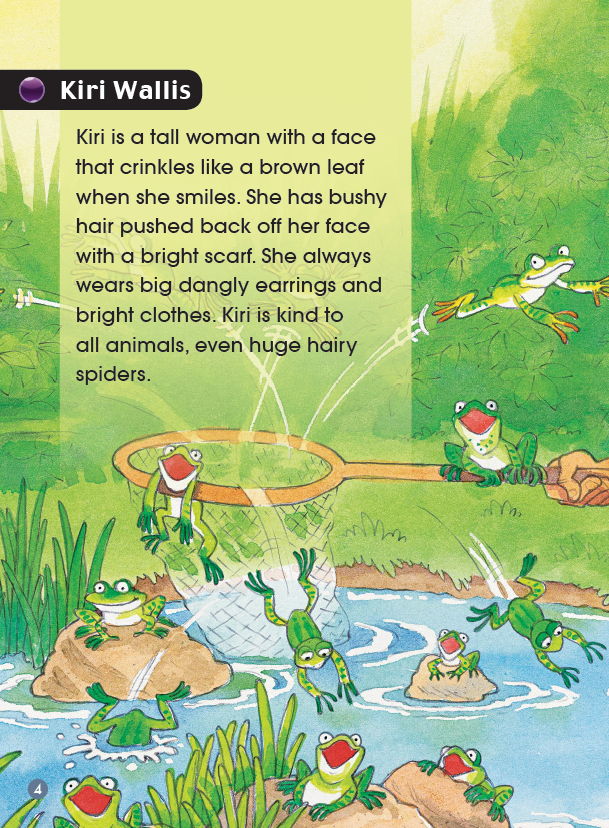 Kiri Wallis
Kiri is a tall woman with a face
that crinkles like a brown leaf
when she smiles. She has bushy
hair pushed back off her face
with a bright scarf. She always
wears big dangly earrings and
bright clothes. Kiri is kind to
all animals, even huge hairy
spiders.
4